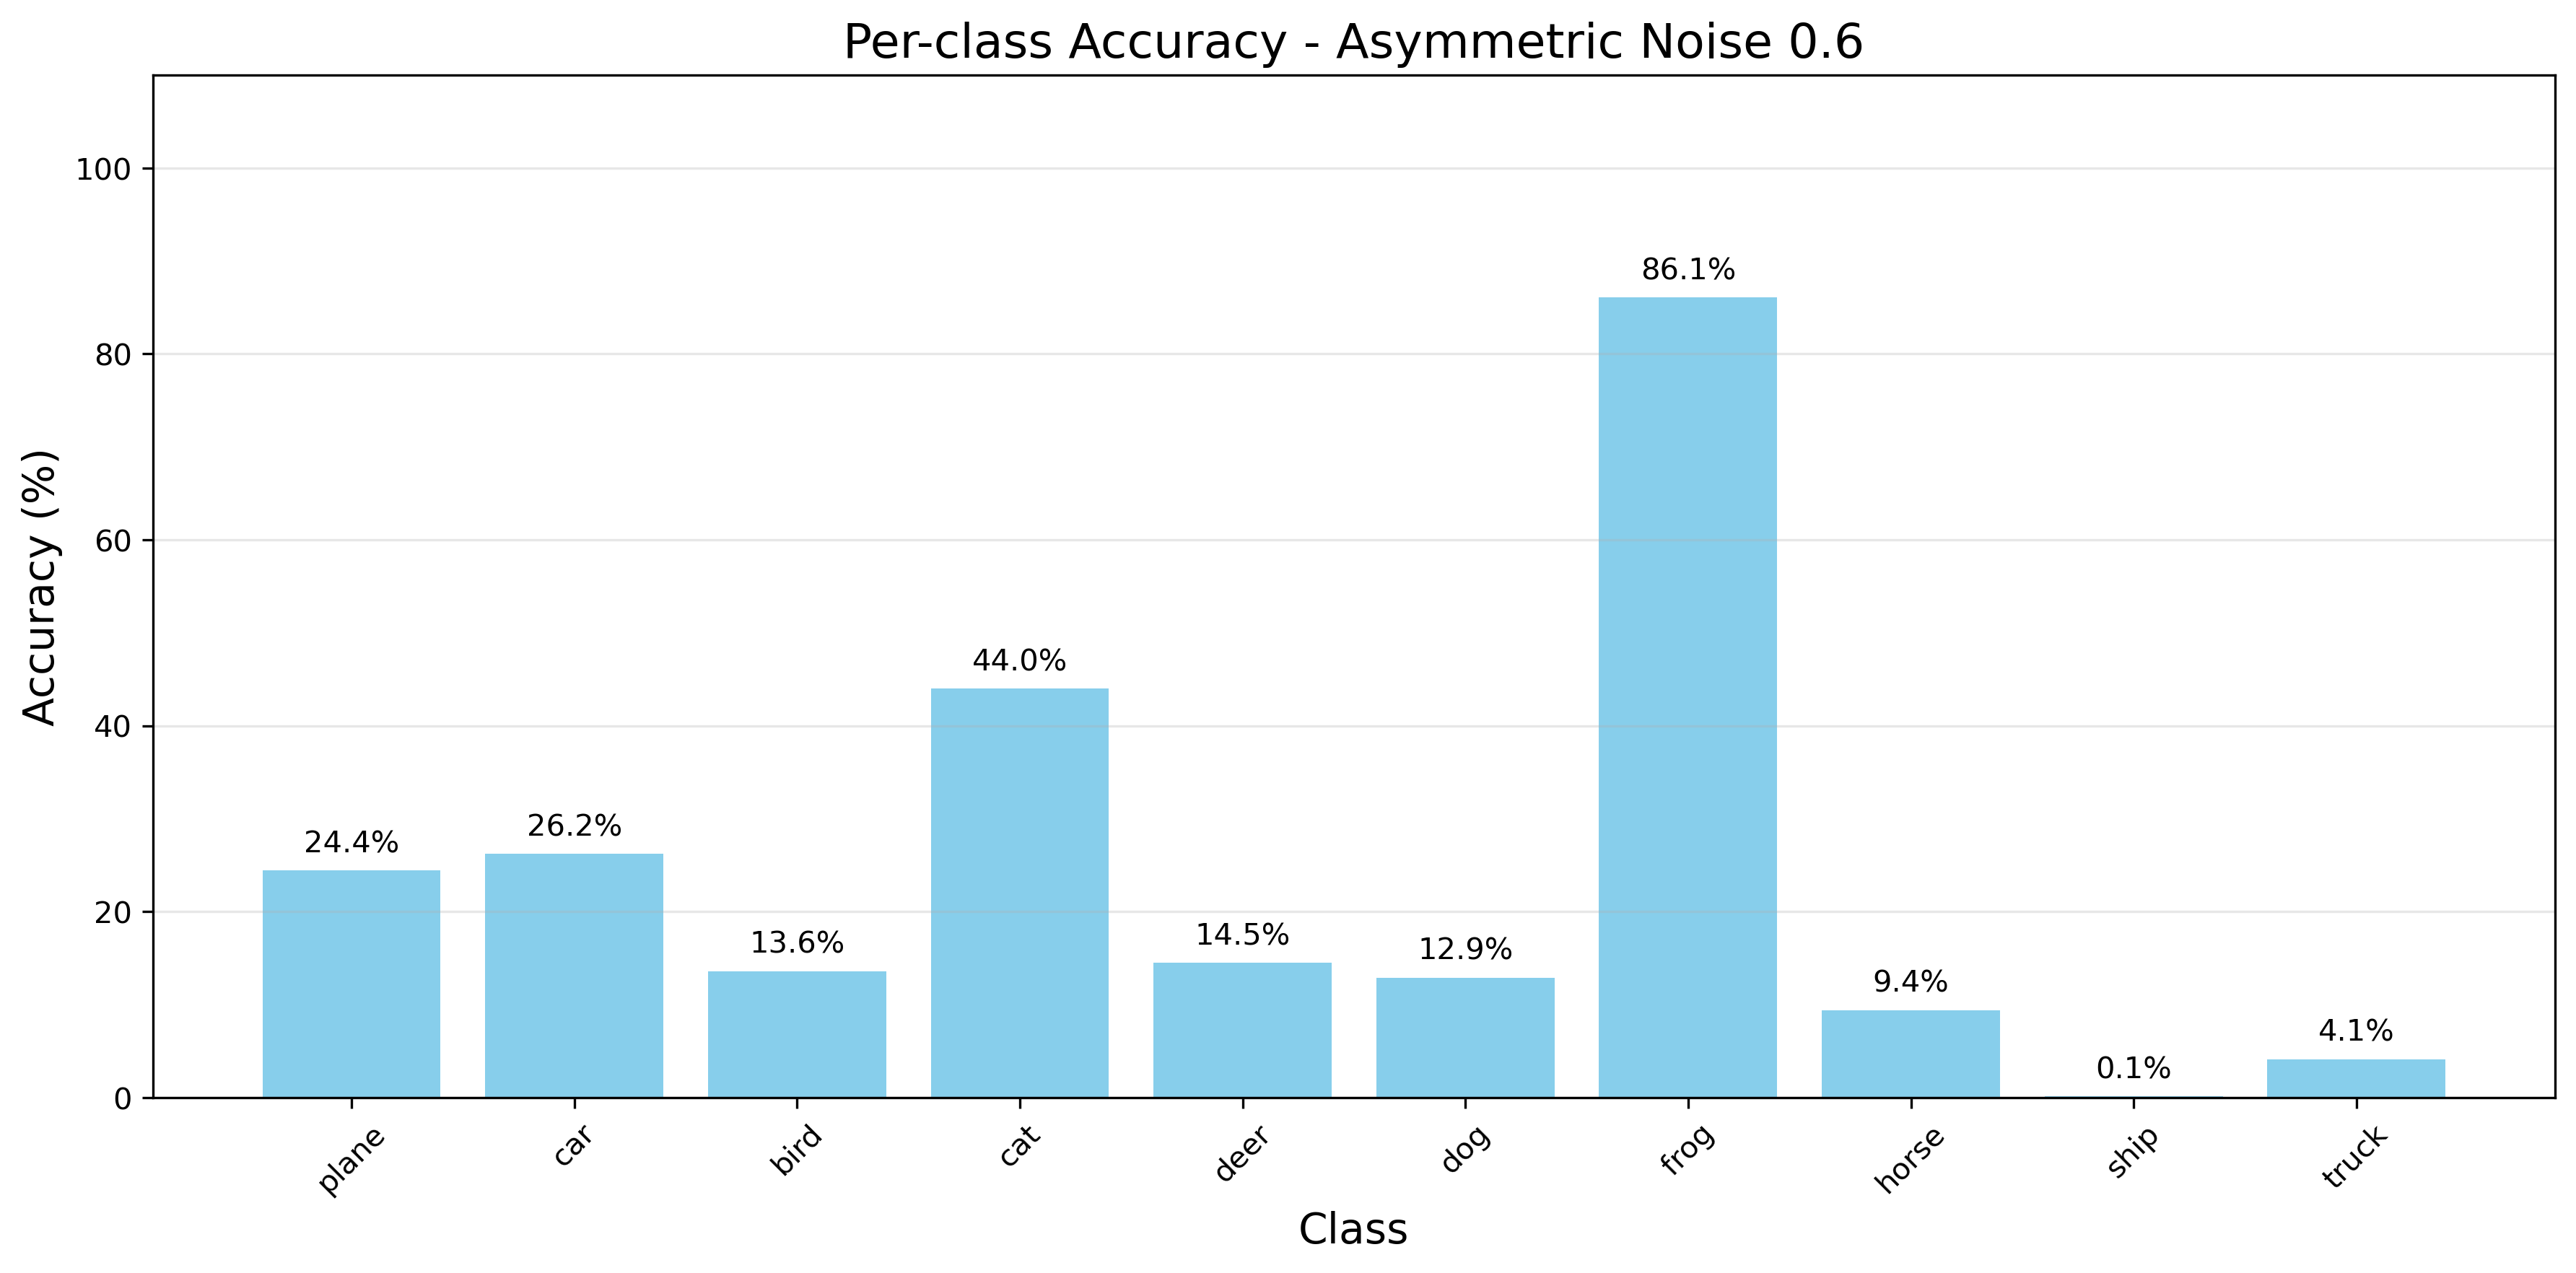 Per-class Accuracy - Asymmetric Noise 0.6
Accuracy (%)
100
80
60
40
20
0
24.4%
26.2%
13.6%
44.0%
14.5%
12.9%
86.1%
9.4%
0.1%
4.1%
plane
car
bird
cat
deer
dog
frog
horse
ship
truck
Class